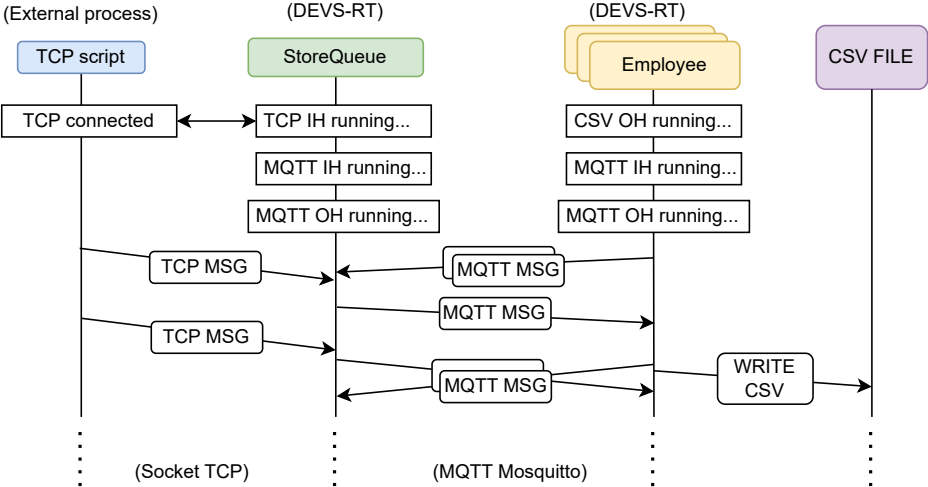 (External process)
(DEVS-RT)
(DEVS-RT)
TCP script
StoreQueue
Employee
CSV FILE
TCP connected
TCP IH running...
CSV OH running...
MQTT IH running...
MQTT IH running...
MQTT OH running...
MQTT OH running...
TCP MSG
MQTT MSG
MQTT MSG
TCP MSG
MQTT MSG
WRITE
CSV
(Socket TCP)
(MQTT Mosquitto)